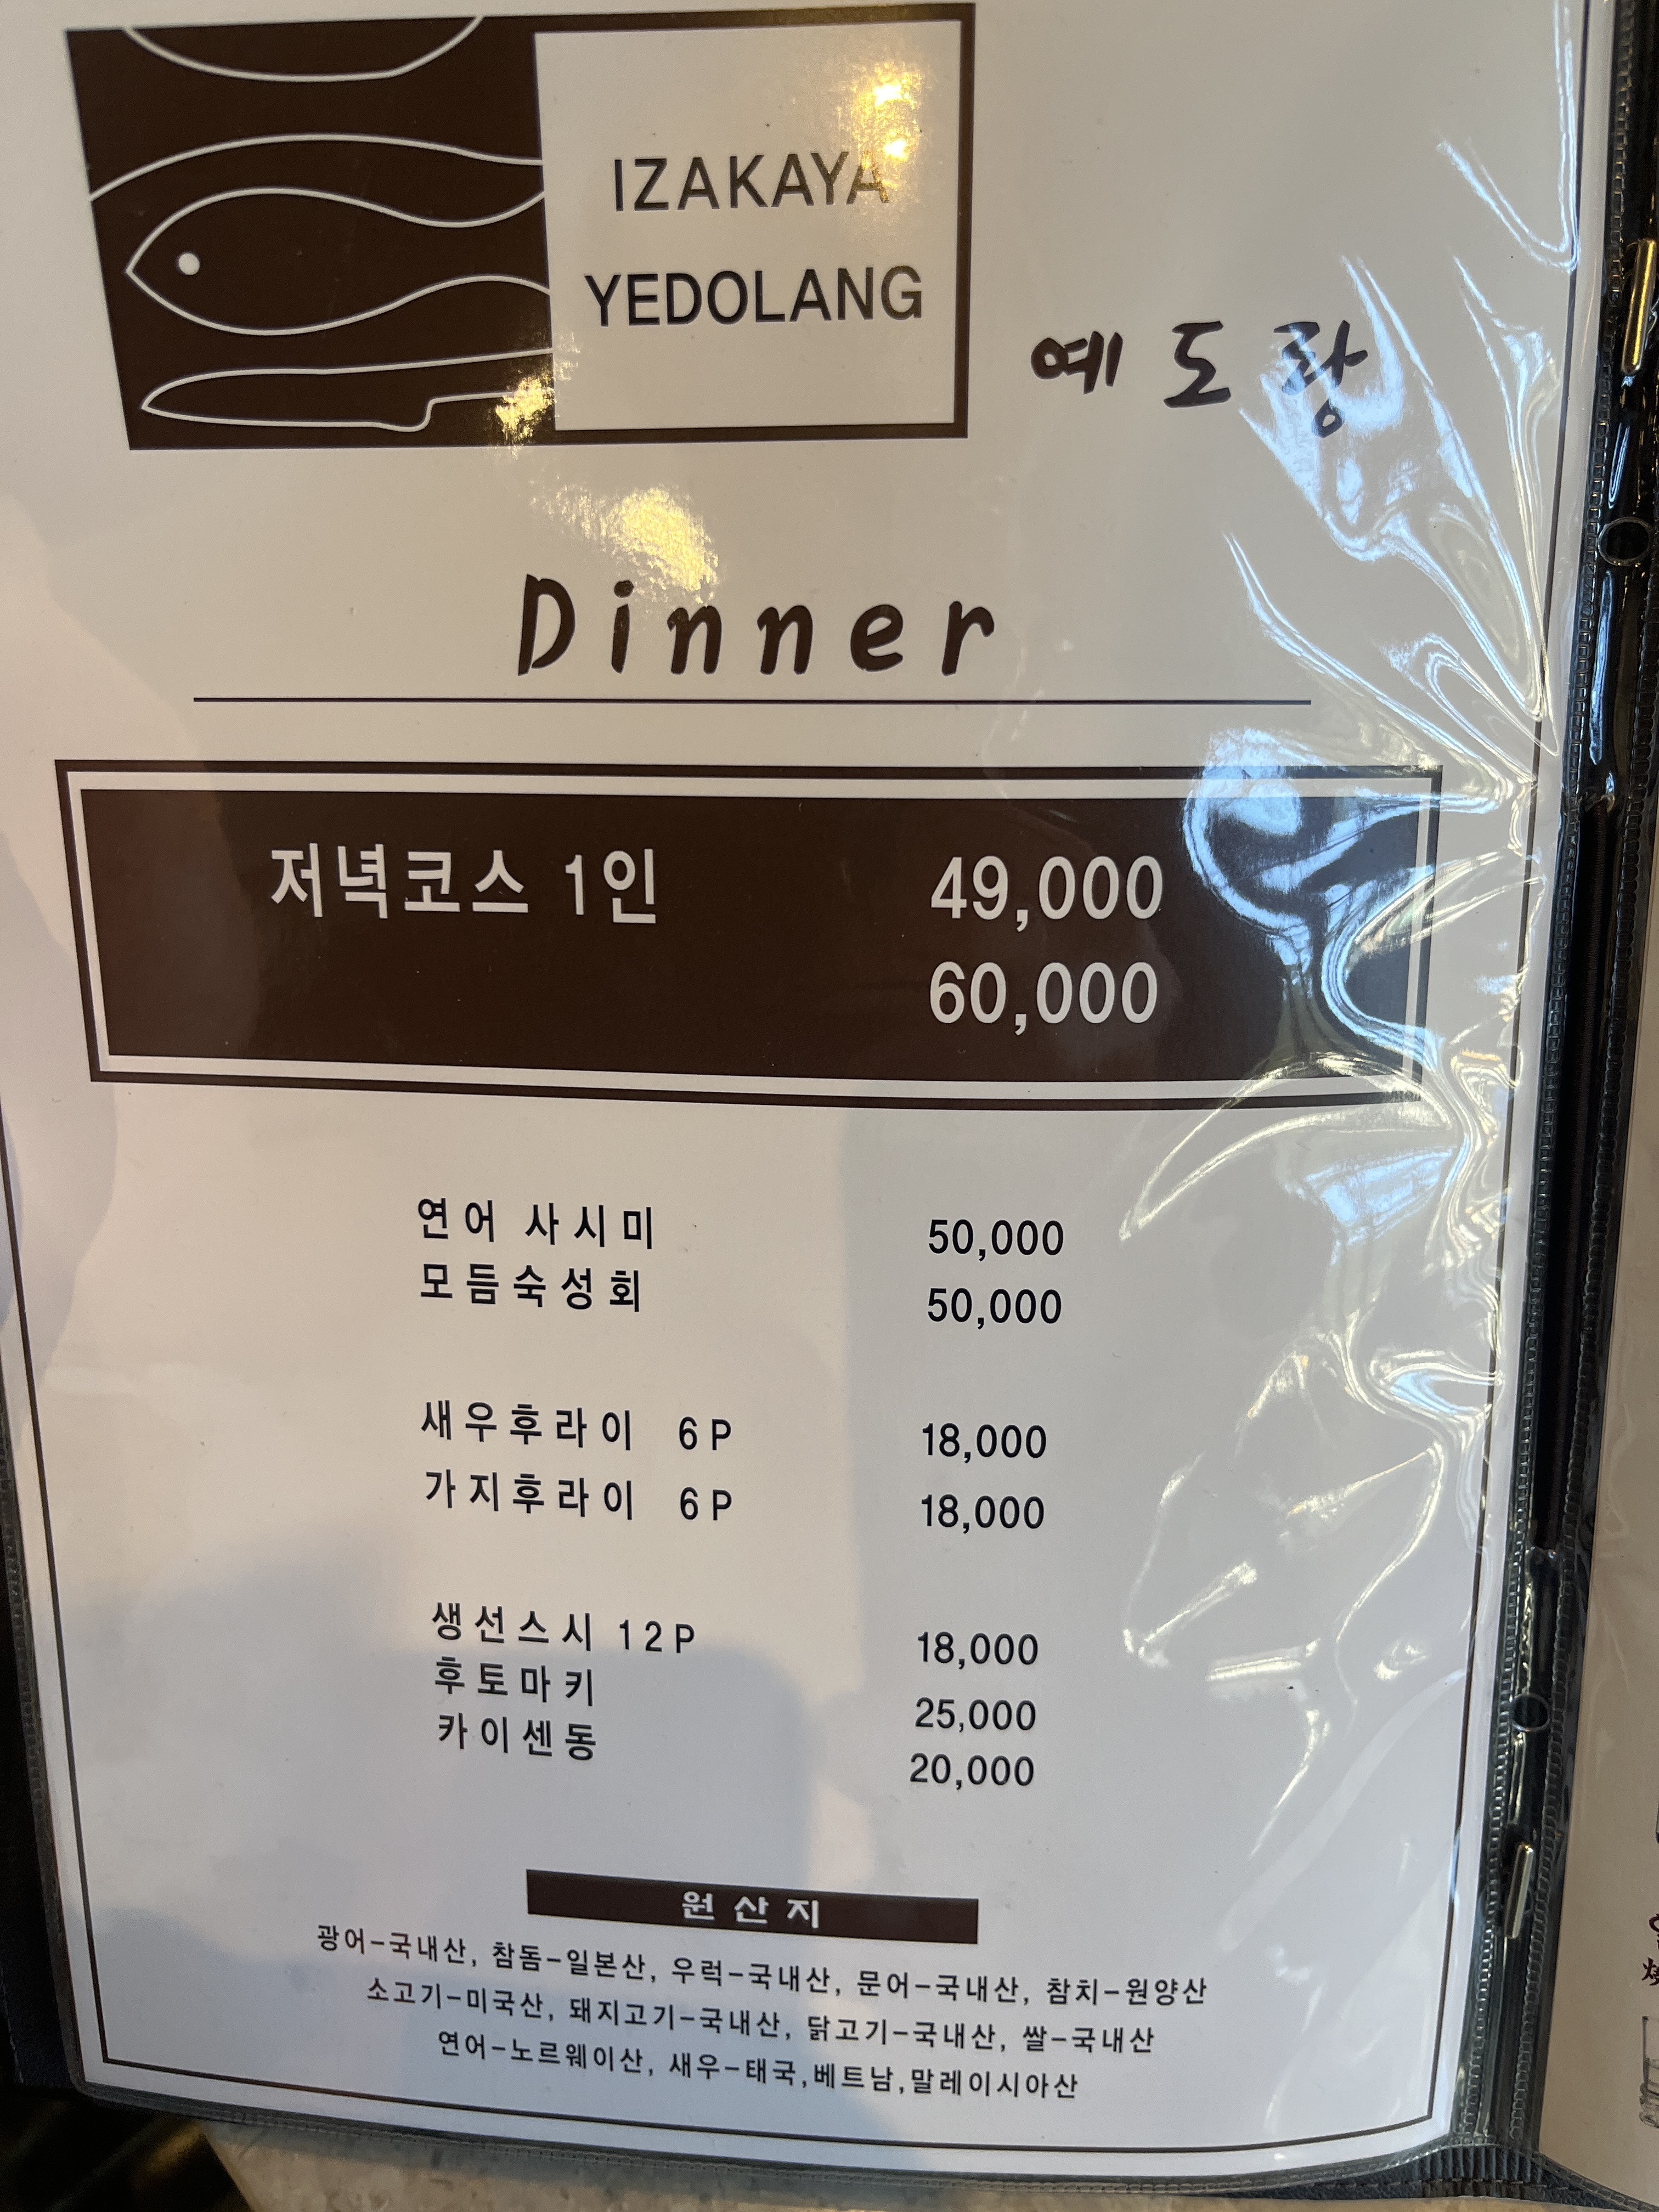 IZAKAYA
YEDOLANG
예도랑
Dinner
저녁코스 1인 49,000
60,000
연어 사시미 50,000
모듬숙성회 50,000
새우후라이 6P 18,000
가지후라이 6P 18,000
생선스시 12P 18,000
후토마키 25,000
카이센동 20,000
원산지
광어-국내산, 참돔-일본산, 우럭-국내산, 문어-국내산, 참치-원양산
소고기-미국산, 돼지고기-국내산, 닭고기-국내산, 쌀-국내산
연어-노르웨이산, 새우-태국,베트남,말레이시아산